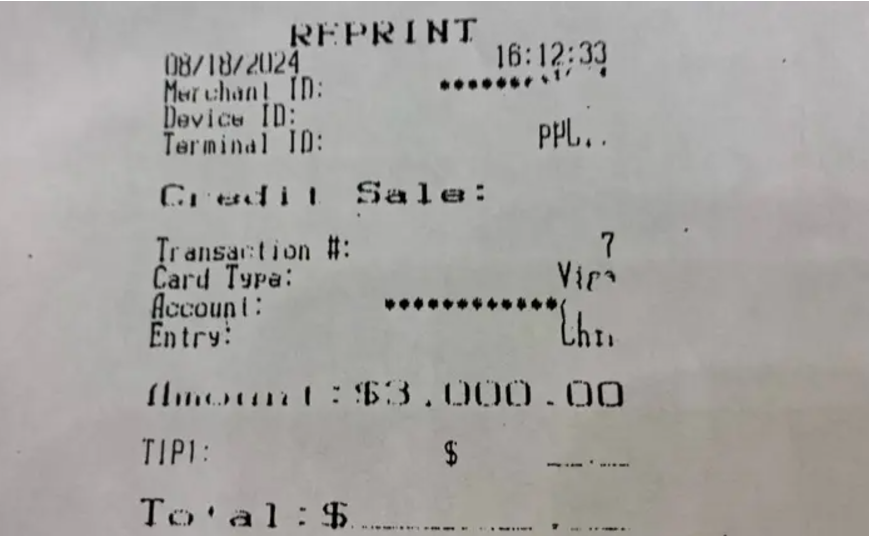 REPRINT
08/18/2024 16:12:33
Merchant ID:
Device ID:
Terminal ID:
Credit Sale:
Transaction #: 7
Card Type:
Account: ************
Entry:
Amount:$3,000.00
TIP1: $
Total:$